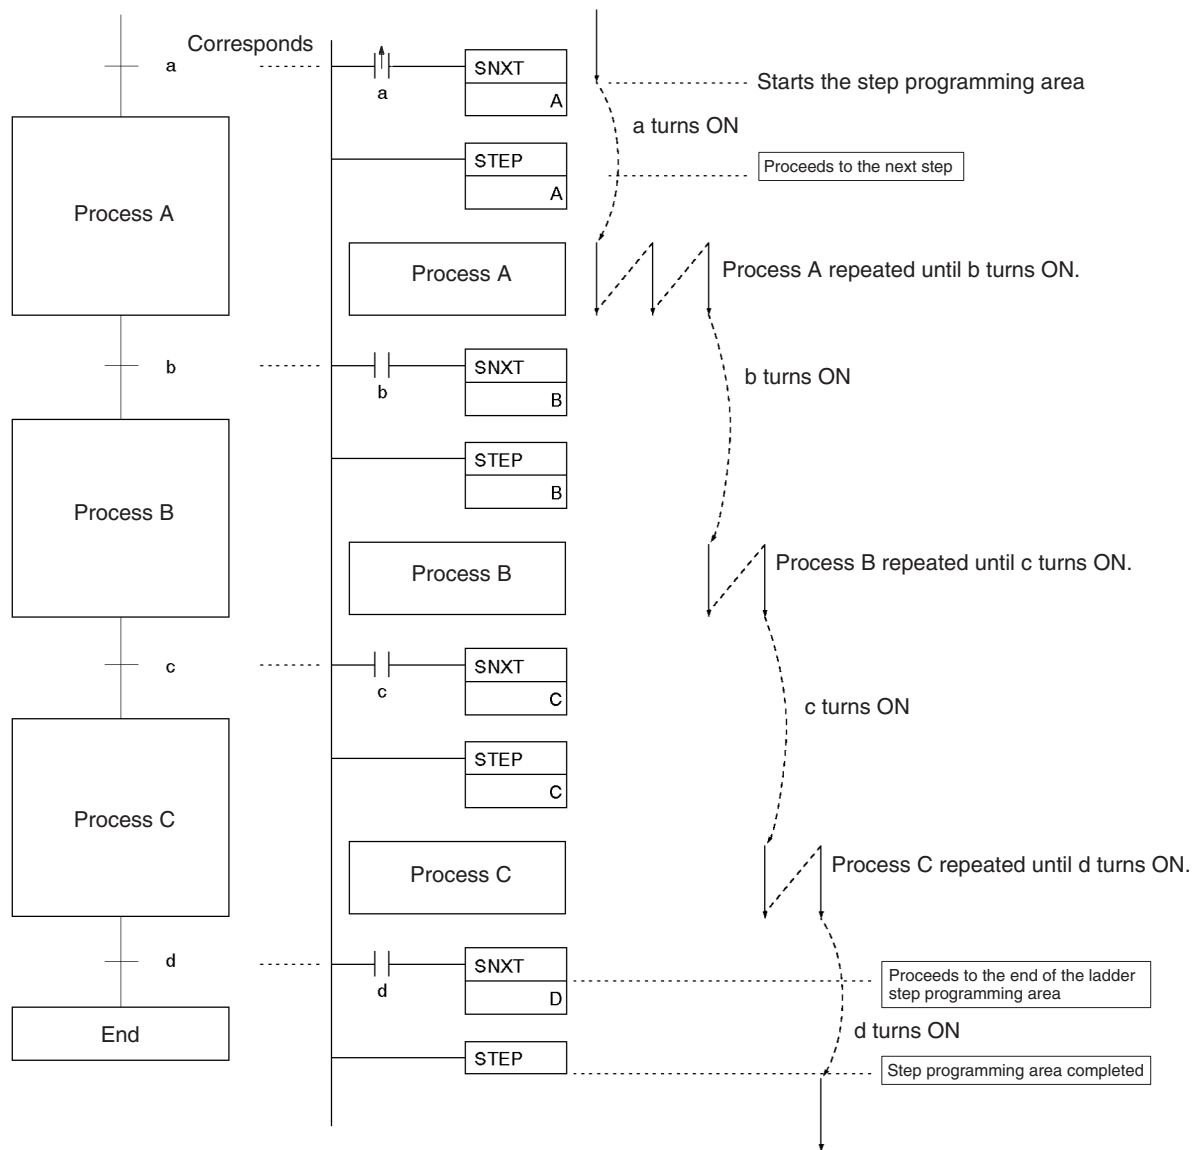 Corresponds
a
a
SNXT
A
Starts the step programming area
a turns ON
STEP
A
Proceeds to the next step
Process A
Process A
Process A repeated until b turns ON.
b
b
SNXT
B
b turns ON
STEP
B
Process B
Process B
Process B repeated until c turns ON.
c
c
SNXT
C
c turns ON
STEP
C
Process C
Process C
Process C repeated until d turns ON.
d
d
SNXT
D
Proceeds to the end of the ladder
step programming area
End
d turns ON
STEP
Step programming area completed